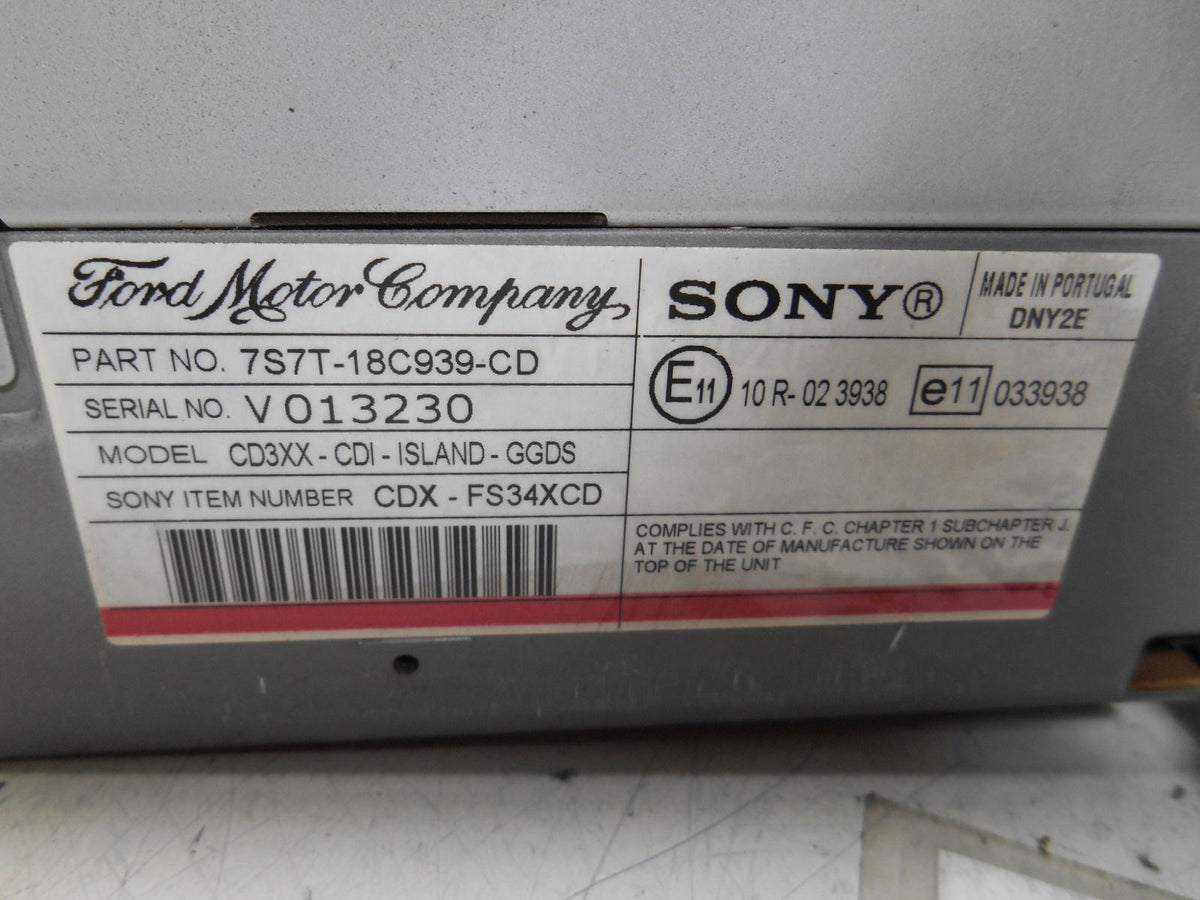 Ford Motor Company
SONY®
MADE IN PORTUGAL
DNY2E
PART NO. 7S7T-18C939-CD
SERIAL NO. V013230
MODEL CD3XX - CDI - ISLAND - GGDS
SONY ITEM NUMBER CDX - FS34XCD
E11 10 R- 02 3938 e11 033938
COMPLIES WITH C. F. C. CHAPTER 1 SUBCHAPTER J.
AT THE DATE OF MANUFACTURE SHOWN ON THE
TOP OF THE UNIT